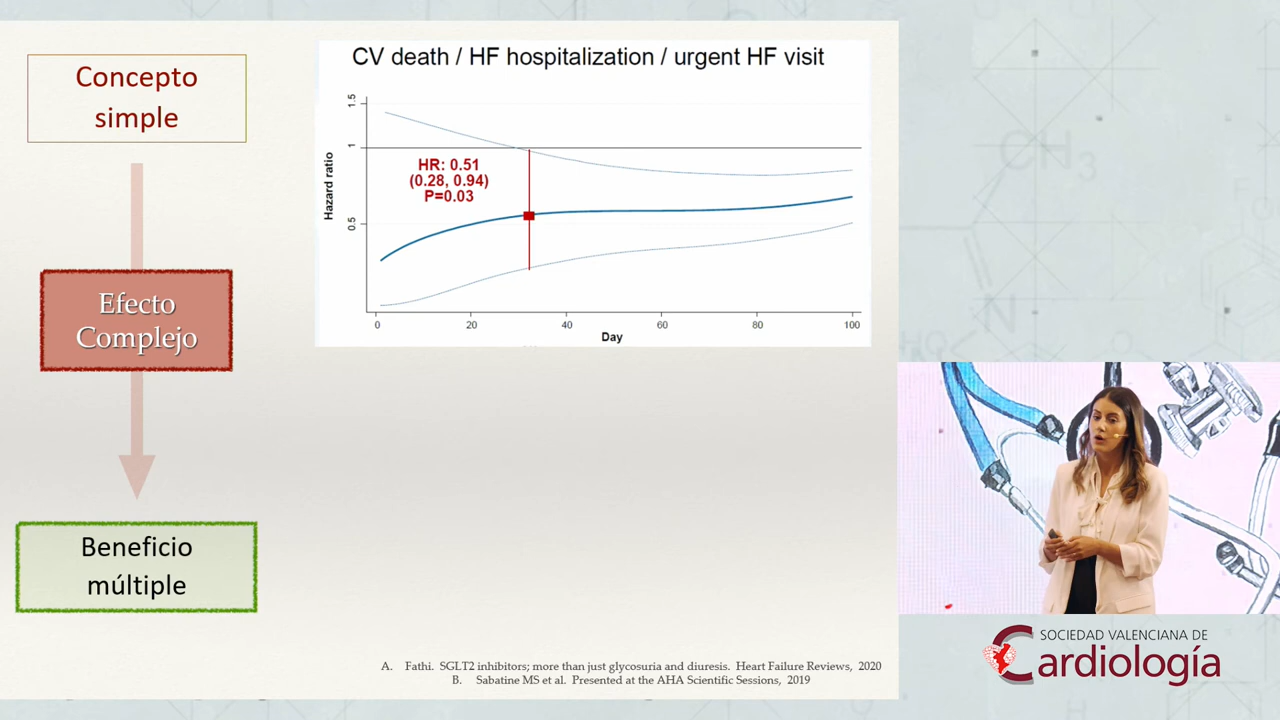 Concepto
simple
Efecto
Complejo
Beneficio
múltiple
CV death / HF hospitalization / urgent HF visit
Hazard ratio
1.5
1
0.5
HR: 0.51
(0.28, 0.94)
P=0.03
0 20 40 60 80 100
Day
A. Fathi. SGLT2 inhibitors; more than just glycosuria and diuresis. Heart Failure Reviews, 2020
B. Sabatine MS et al. Presented at the AHA Scientific Sessions, 2019
CH3
N
HO
O
SOCIEDAD VALENCIANA DE
Cardiología